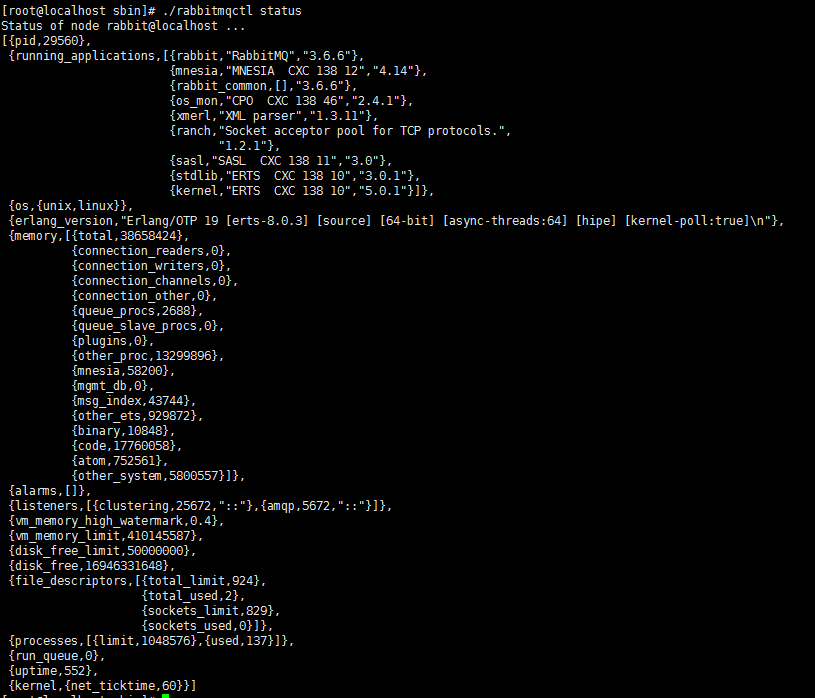 [root@localhost sbin]# ./rabbitmqctl status
Status of node rabbit@localhost ...
[{pid,29560},
 {running_applications,[{rabbit,"RabbitMQ","3.6.6"},
                        {mnesia,"MNESIA  CXC 138 12","4.14"},
                        {rabbit_common,[],"3.6.6"},
                        {os_mon,"CPO  CXC 138 46","2.4.1"},
                        {xmerl,"XML parser","1.3.11"},
                        {ranch,"Socket acceptor pool for TCP protocols.",
                               "1.2.1"},
                        {sasl,"SASL  CXC 138 11","3.0"},
                        {stdlib,"ERTS  CXC 138 10","3.0.1"},
                        {kernel,"ERTS  CXC 138 10","5.0.1"}]},
 {os,{unix,linux}},
 {erlang_version,"Erlang/OTP 19 [erts-8.0.3] [source] [64-bit] [async-threads:64] [hipe] [kernel-poll:true]\n"},
 {memory,[{total,38658424},
          {connection_readers,0},
          {connection_writers,0},
          {connection_channels,0},
          {connection_other,0},
          {queue_procs,2688},
          {queue_slave_procs,0},
          {plugins,0},
          {other_proc,13299896},
          {mnesia,58200},
          {mgmt_db,0},
          {msg_index,43744},
          {other_ets,929872},
          {binary,10848},
          {code,17760058},
          {atom,752561},
          {other_system,5800557}]},
 {alarms,[]},
 {listeners,[{clustering,25672,"::"},{amqp,5672,"::"}]},
 {vm_memory_high_watermark,0.4},
 {vm_memory_limit,410145587},
 {disk_free_limit,50000000},
 {disk_free,16946331648},
 {file_descriptors,[{total_limit,924},
                    {total_used,2},
                    {sockets_limit,829},
                    {sockets_used,0}]},
 {processes,[{limit,1048576},{used,137}]},
 {run_queue,0},
 {uptime,552},
 {kernel,{net_ticktime,60}}]